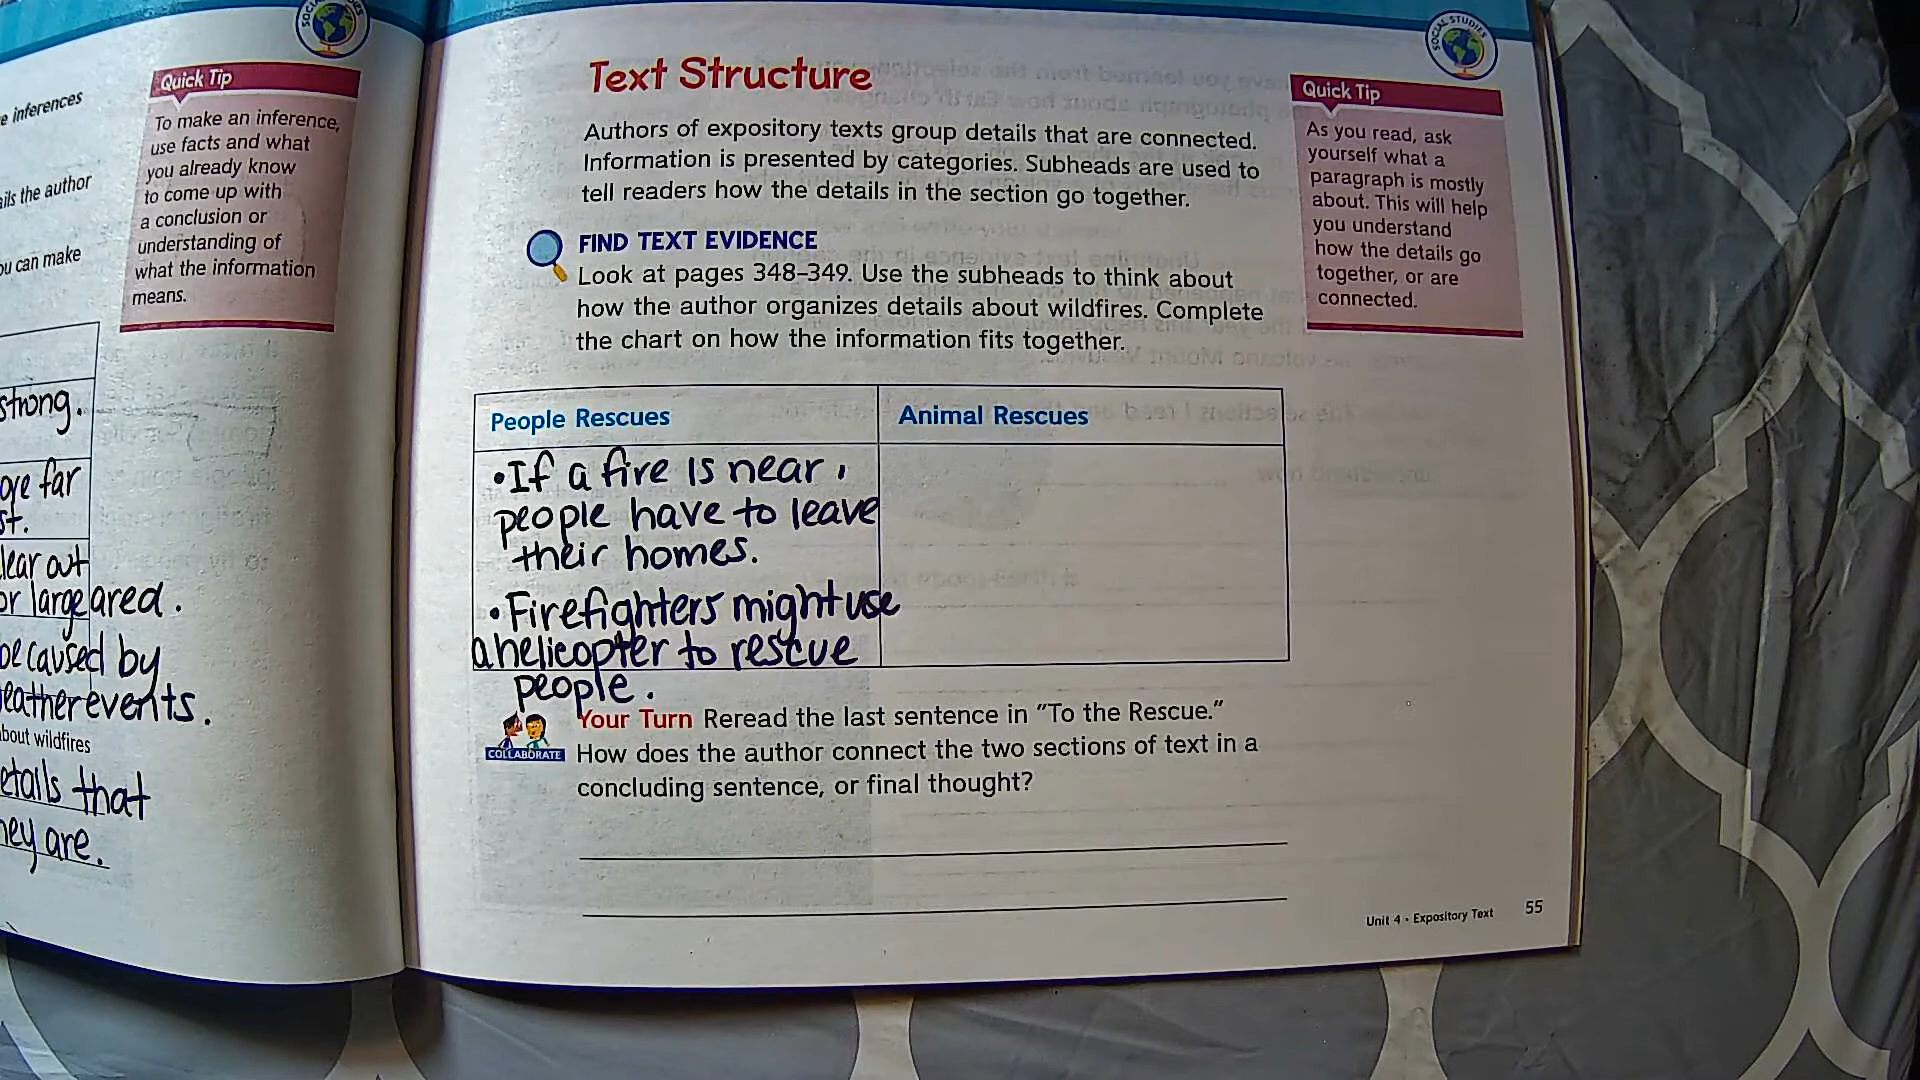 e inferences
ils the author
ou can make
strong.
are far
st.
lear out
or large area.
be caused by
eather events.
bout wildfires
etails that
hey are.
Quick Tip
To make an inference,
use facts and what
you already know
to come up with
a conclusion or
understanding of
what the information
means.
SOCIAL STUDIES
Text Structure
Authors of expository texts group details that are connected.
Information is presented by categories. Subheads are used to
tell readers how the details in the section go together.
FIND TEXT EVIDENCE
Look at pages 348–349. Use the subheads to think about
how the author organizes details about wildfires. Complete
the chart on how the information fits together.
People Rescues
•If a fire is near,
people have to leave
their homes.
•Firefighters might use
a helicopter to rescue
people.
Animal Rescues
COLLABORATE
Your Turn Reread the last sentence in “To the Rescue.”
How does the author connect the two sections of text in a
concluding sentence, or final thought?
SOCIAL STUDIES
Quick Tip
As you read, ask
yourself what a
paragraph is mostly
about. This will help
you understand
how the details go
together, or are
connected.
Unit 4 • Expository Text 55